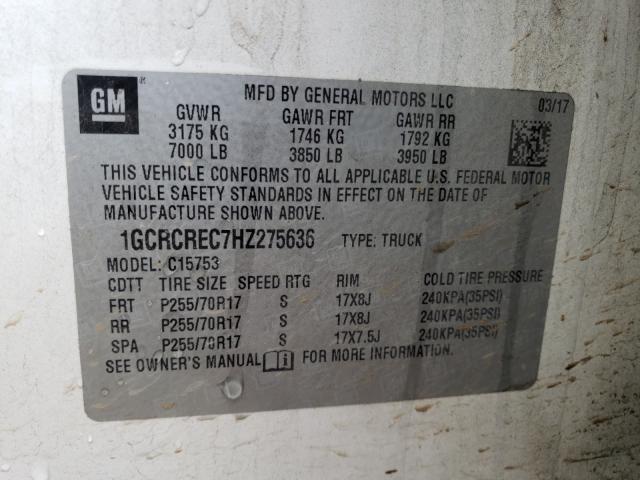 GM ® MFD BY GENERAL MOTORS LLC 03/17
GVWR GAWR FRT GAWR RR
3175 KG 1746 KG 1792 KG
7000 LB 3850 LB 3950 LB
THIS VEHICLE CONFORMS TO ALL APPLICABLE U.S. FEDERAL MOTOR
VEHICLE SAFETY STANDARDS IN EFFECT ON THE DATE OF
MANUFACTURE SHOWN ABOVE.
1GCRCREC7HZ275636 TYPE: TRUCK
MODEL: C15753
CDTT TIRE SIZE SPEED RTG RIM COLD TIRE PRESSURE
FRT P255/70R17 S 17X8J 240KPA(35PSI)
RR P255/70R17 S 17X8J 240KPA(35PSI)
SPA P255/70R17 S 17X7.5J 240KPA(35PSI)
SEE OWNER'S MANUAL FOR MORE INFORMATION.